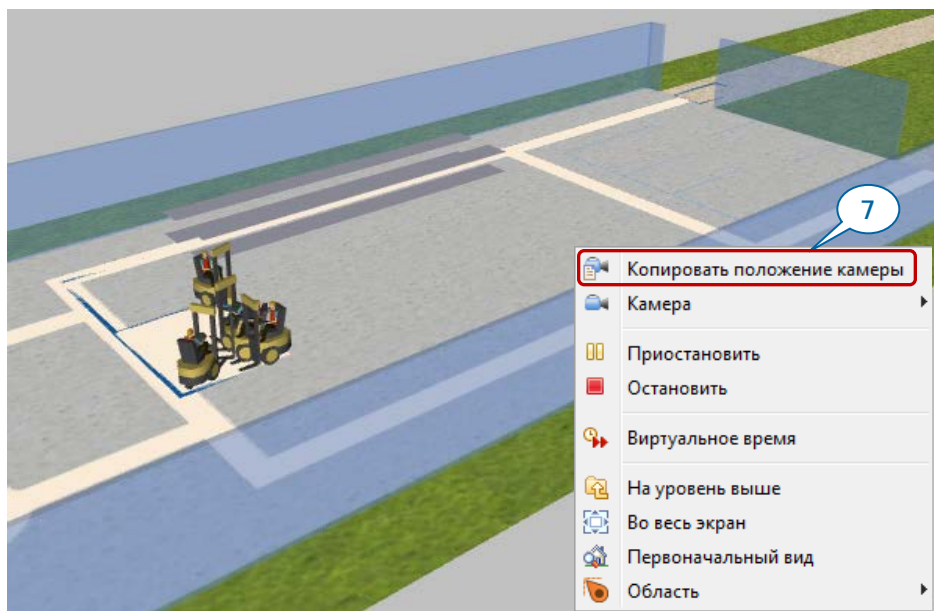 7
Копировать положение камеры
Камера
Приостановить
Остановить
Виртуальное время
На уровень выше
Во весь экран
Первоначальный вид
Область